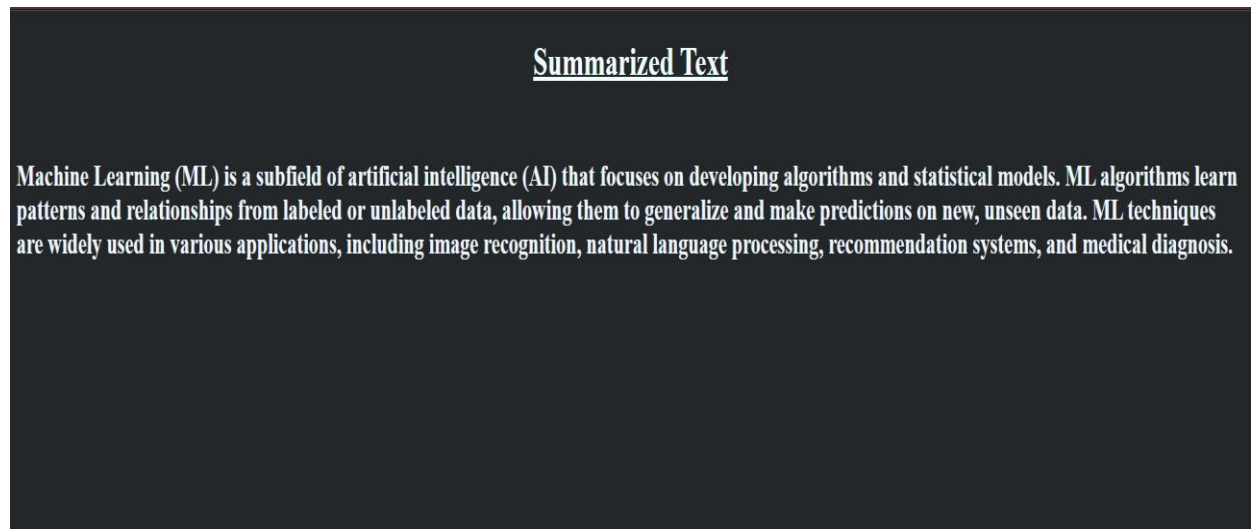 Summarized Text
Machine Learning (ML) is a subfield of artificial intelligence (AI) that focuses on developing algorithms and statistical models. ML algorithms learn
patterns and relationships from labeled or unlabeled data, allowing them to generalize and make predictions on new, unseen data. ML techniques
are widely used in various applications, including image recognition, natural language processing, recommendation systems, and medical diagnosis.